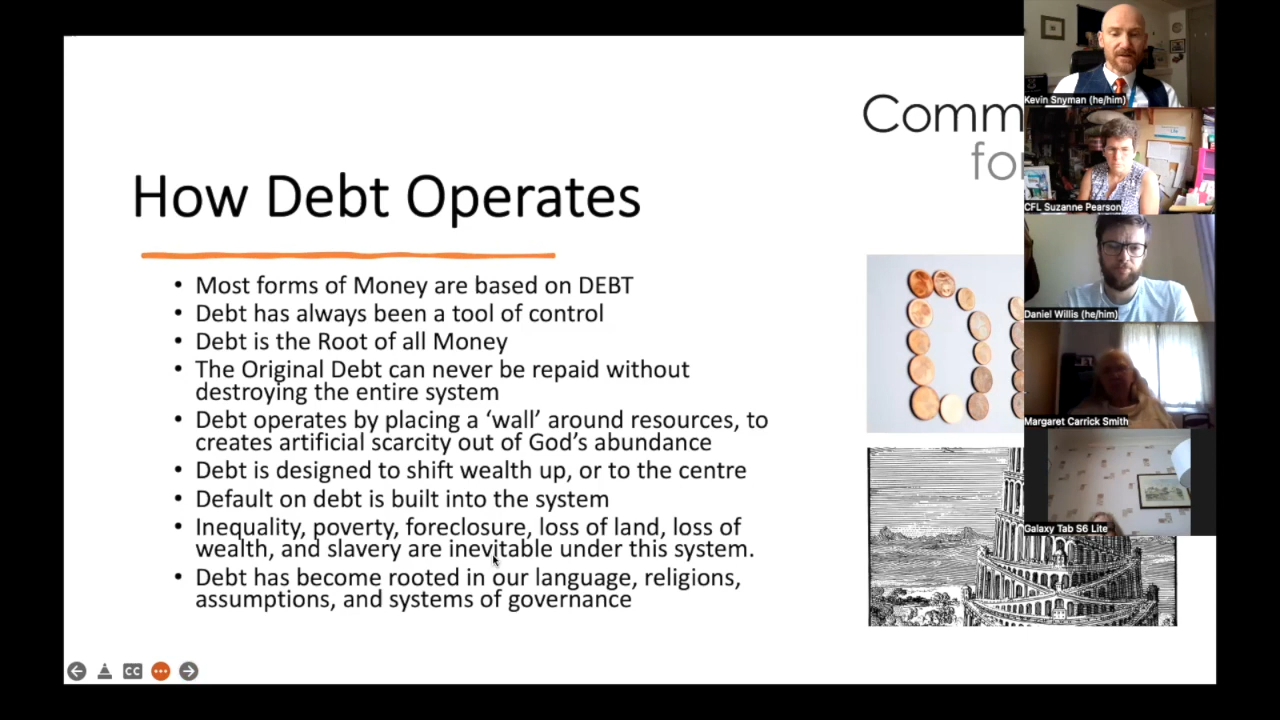 Comm
fo
How Debt Operates
• Most forms of Money are based on DEBT
• Debt has always been a tool of control
• Debt is the Root of all Money
• The Original Debt can never be repaid without
destroying the entire system
• Debt operates by placing a ‘wall’ around resources, to
creates artificial scarcity out of God’s abundance
• Debt is designed to shift wealth up, or to the centre
• Default on debt is built into the system
• Inequality, poverty, foreclosure, loss of land, loss of
wealth, and slavery are inevitable under this system.
• Debt has become rooted in our language, religions,
assumptions, and systems of governance
CC
Kevin Snyman (he/him)
CFL Suzanne Pearson
Daniel Willis (he/him)
Margaret Carrick Smith
Galaxy Tab S6 Lite